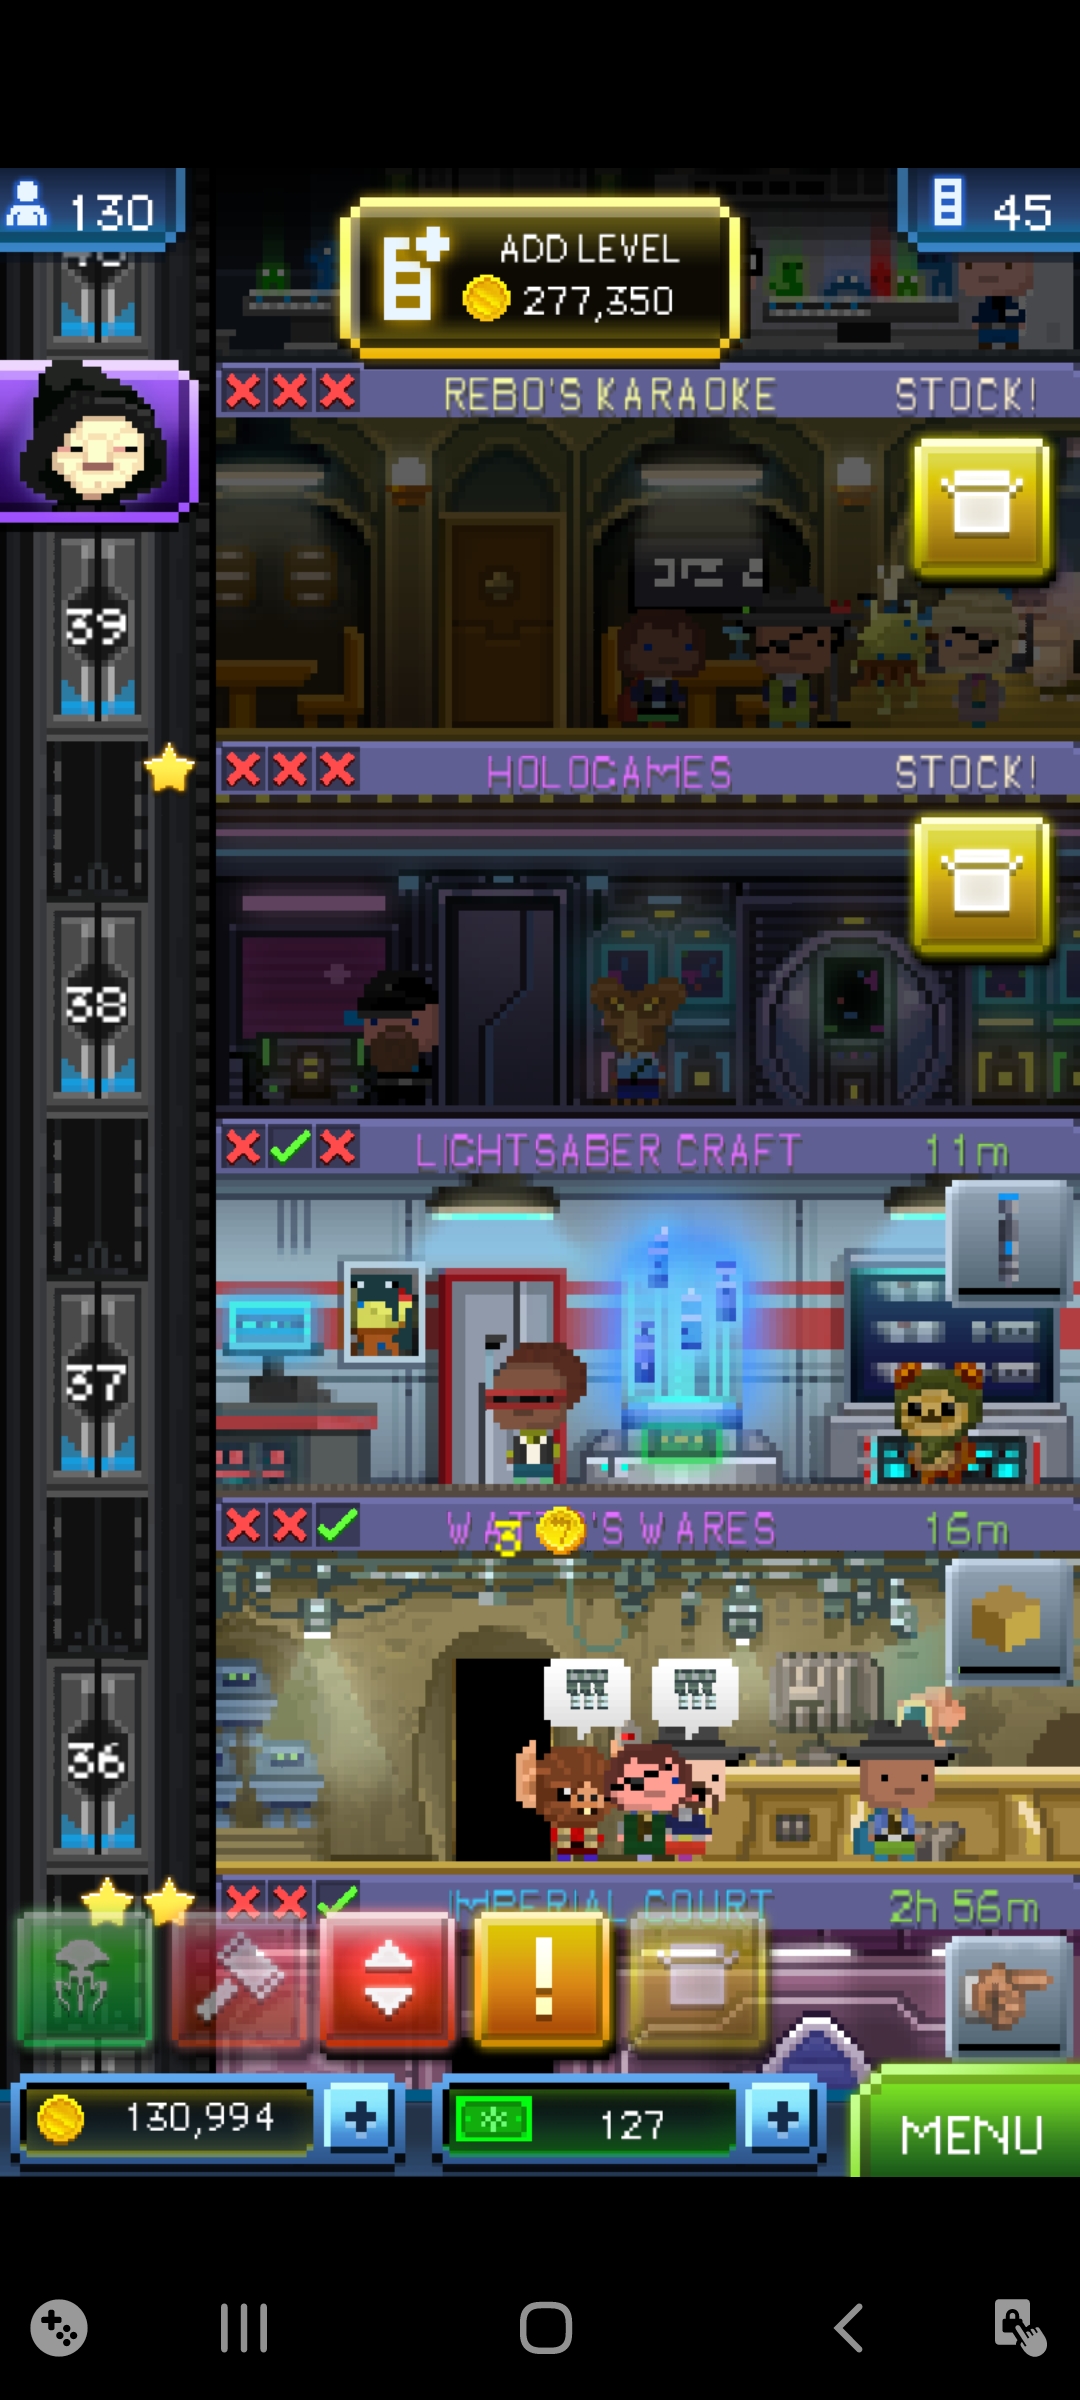 130
ADD LEVEL
277,350
45
REBO'S KARAOKE
STOCK!
39
HOLOGAMES
STOCK!
38
LIGHTSABER CRAFT
11m
37
'S WARES
3
16m
36
IMPERIAL COURT
2h 56m
!
130,994
127
MENU